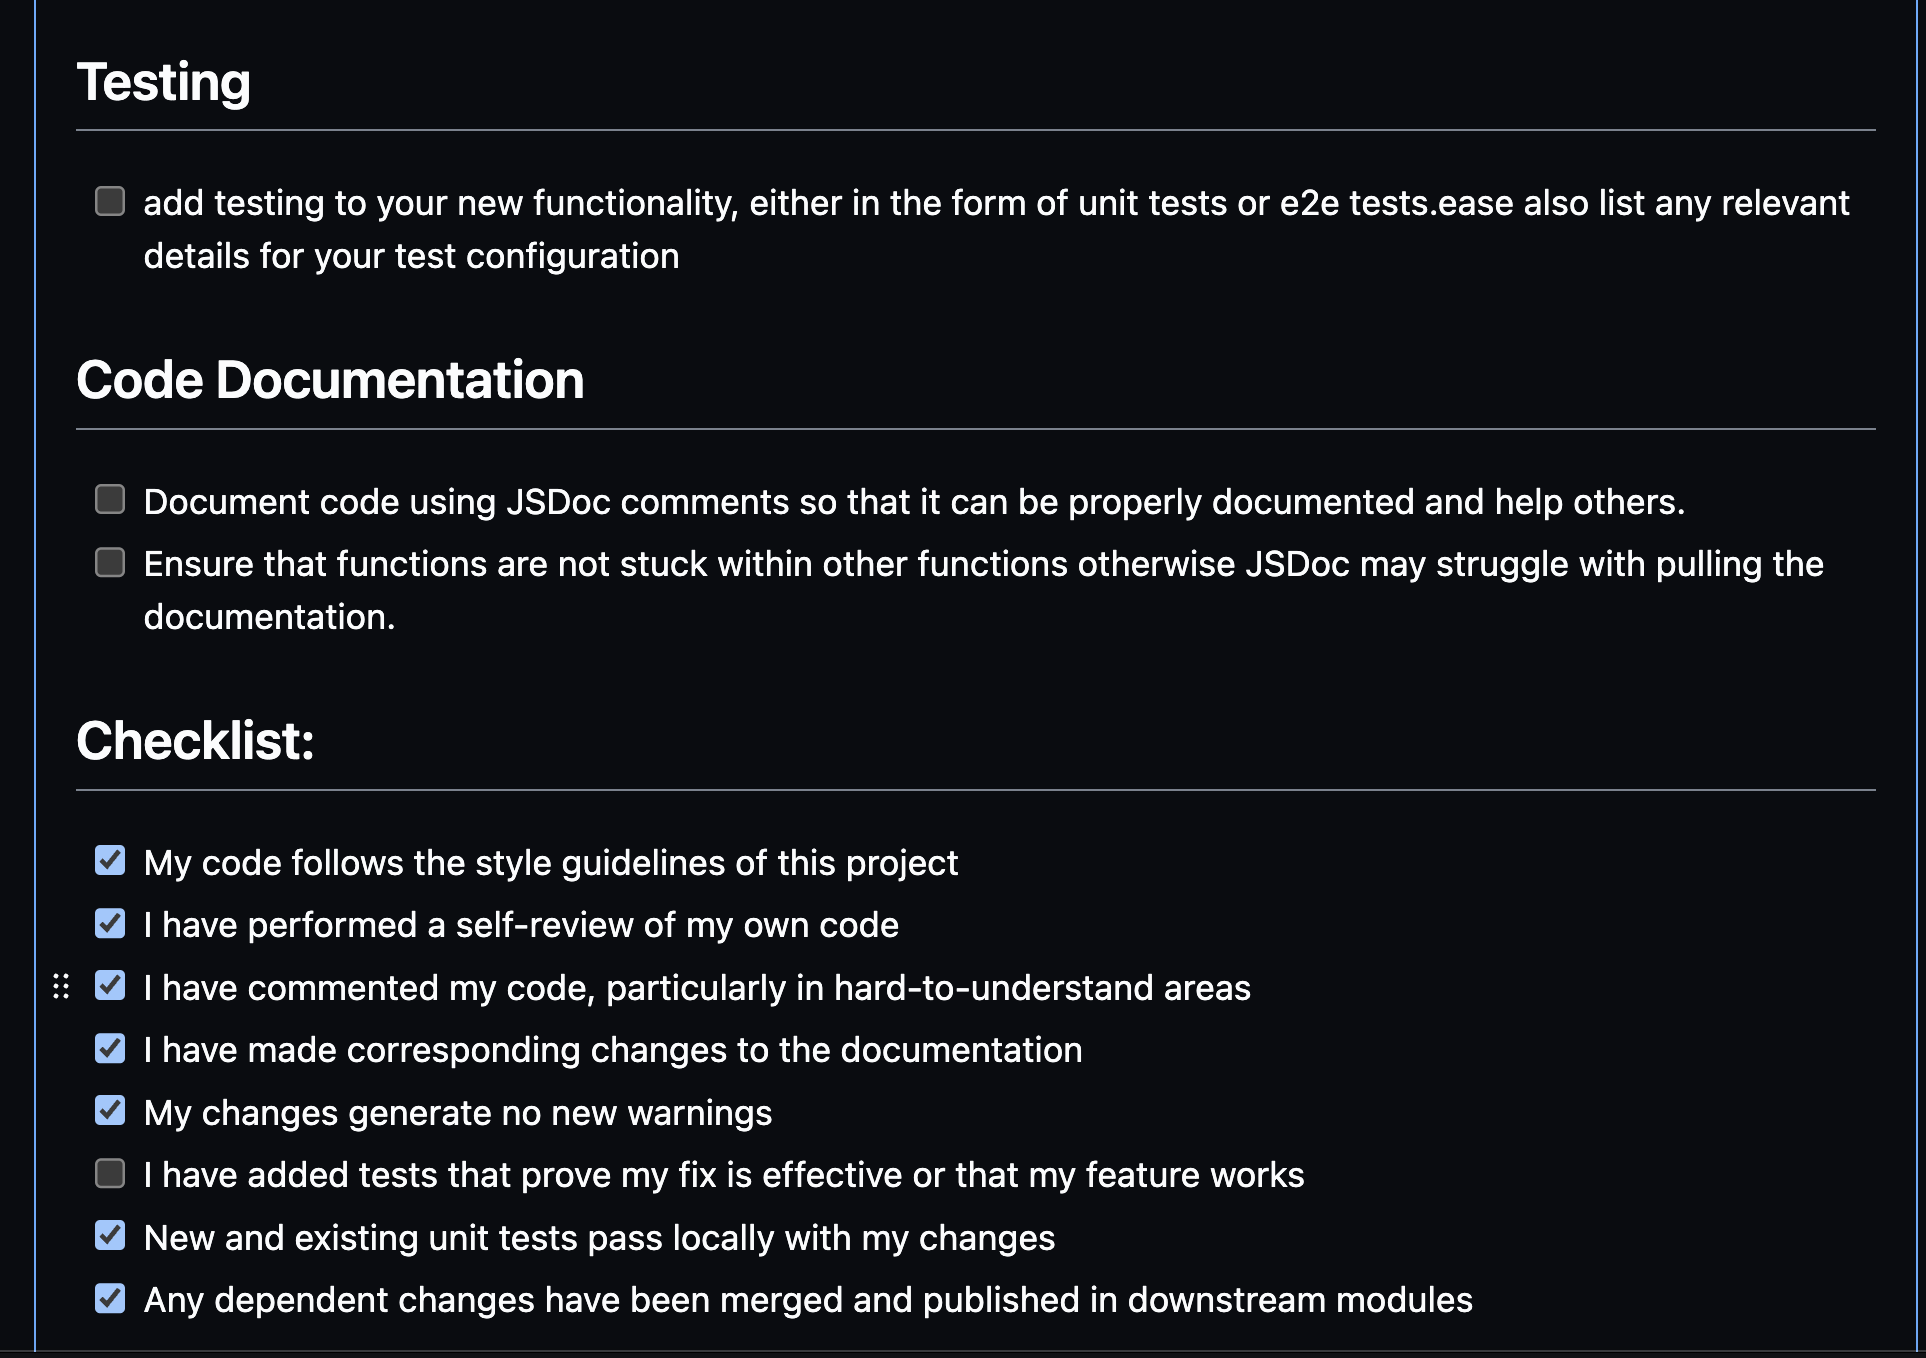 Testing
add testing to your new functionality, either in the form of unit tests or e2e tests.ease also list any relevant
details for your test configuration
Code Documentation
Document code using JSDoc comments so that it can be properly documented and help others.
Ensure that functions are not stuck within other functions otherwise JSDoc may struggle with pulling the
documentation.
Checklist:
My code follows the style guidelines of this project
I have performed a self-review of my own code
I have commented my code, particularly in hard-to-understand areas
I have made corresponding changes to the documentation
My changes generate no new warnings
I have added tests that prove my fix is effective or that my feature works
New and existing unit tests pass locally with my changes
Any dependent changes have been merged and published in downstream modules